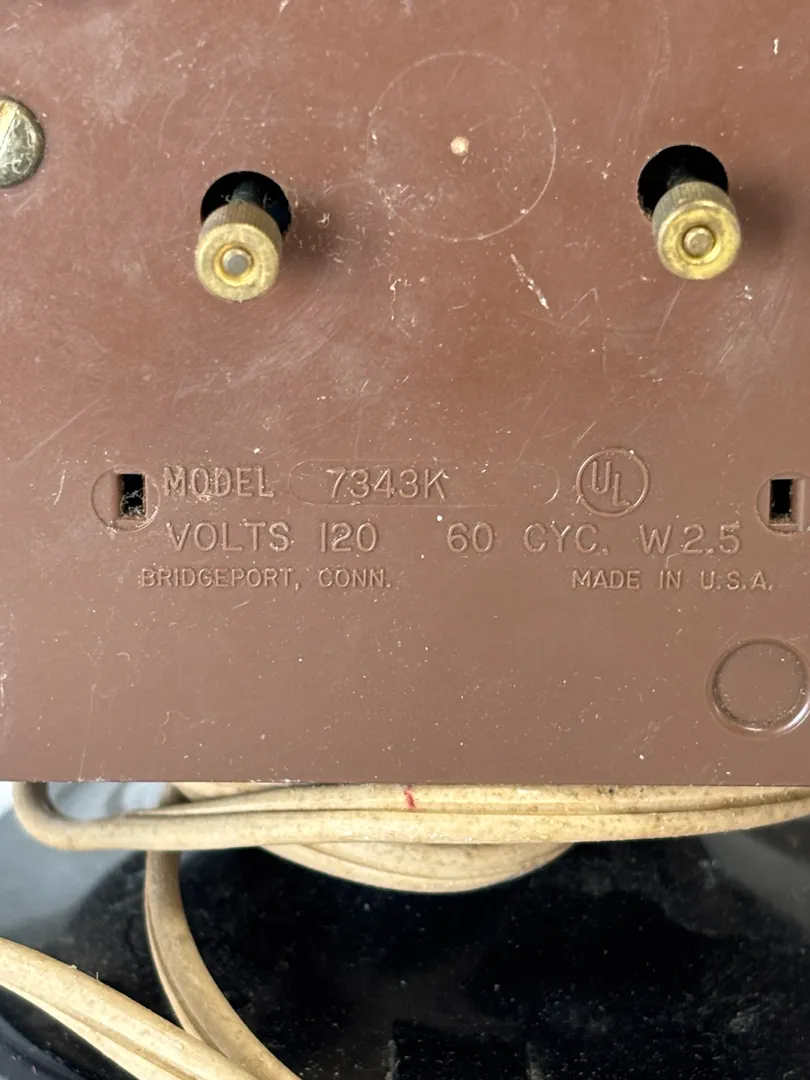 MODEL 7343K UL
VOLTS 120 60 CYC. W 2.5
BRIDGEPORT, CONN. MADE IN U.S.A.